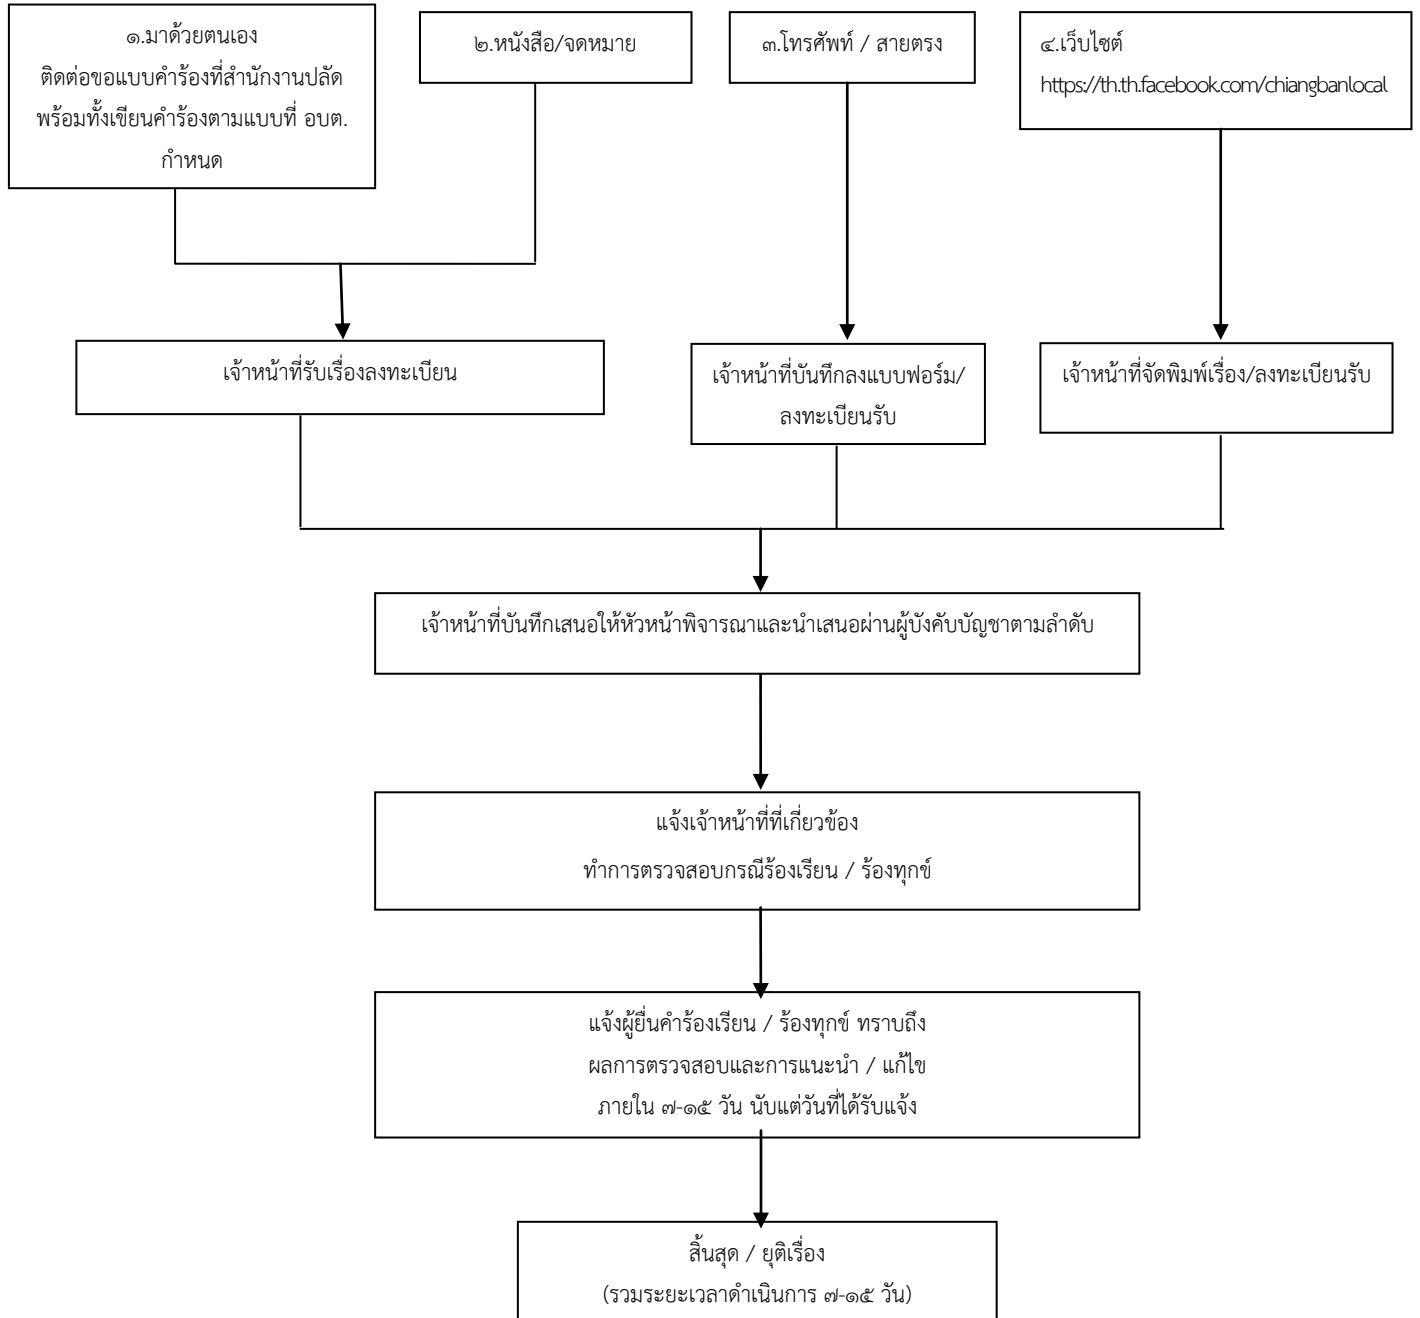 ๑.มาด้วยตนเอง
ติดต่อขอแบบคำร้องที่สำนักงานปลัด
พร้อมทั้งเขียนคำร้องตามแบบที่ อบต.
กำหนด
๒.หนังสือ/จดหมาย
๓.โทรศัพท์ / สายตรง
๔.เว็บไซต์
https://th.th.facebook.com/chiangbanlocal
เจ้าหน้าที่รับเรื่องลงทะเบียน
เจ้าหน้าที่บันทึกลงแบบฟอร์ม/
ลงทะเบียนรับ
เจ้าหน้าที่จัดพิมพ์เรื่อง/ลงทะเบียนรับ
เจ้าหน้าที่บันทึกเสนอให้หัวหน้าพิจารณาและนำเสนอผ่านผู้บังคับบัญชาตามลำดับ
แจ้งเจ้าหน้าที่ที่เกี่ยวข้อง
ทำการตรวจสอบกรณีร้องเรียน / ร้องทุกข์
แจ้งผู้ยื่นคำร้องเรียน / ร้องทุกข์ ทราบถึง
ผลการตรวจสอบและการแนะนำ / แก้ไข
ภายใน ๗-๑๕ วัน นับแต่วันที่ได้รับแจ้ง
สิ้นสุด / ยุติเรื่อง
(รวมระยะเวลาดำเนินการ ๗-๑๕ วัน)